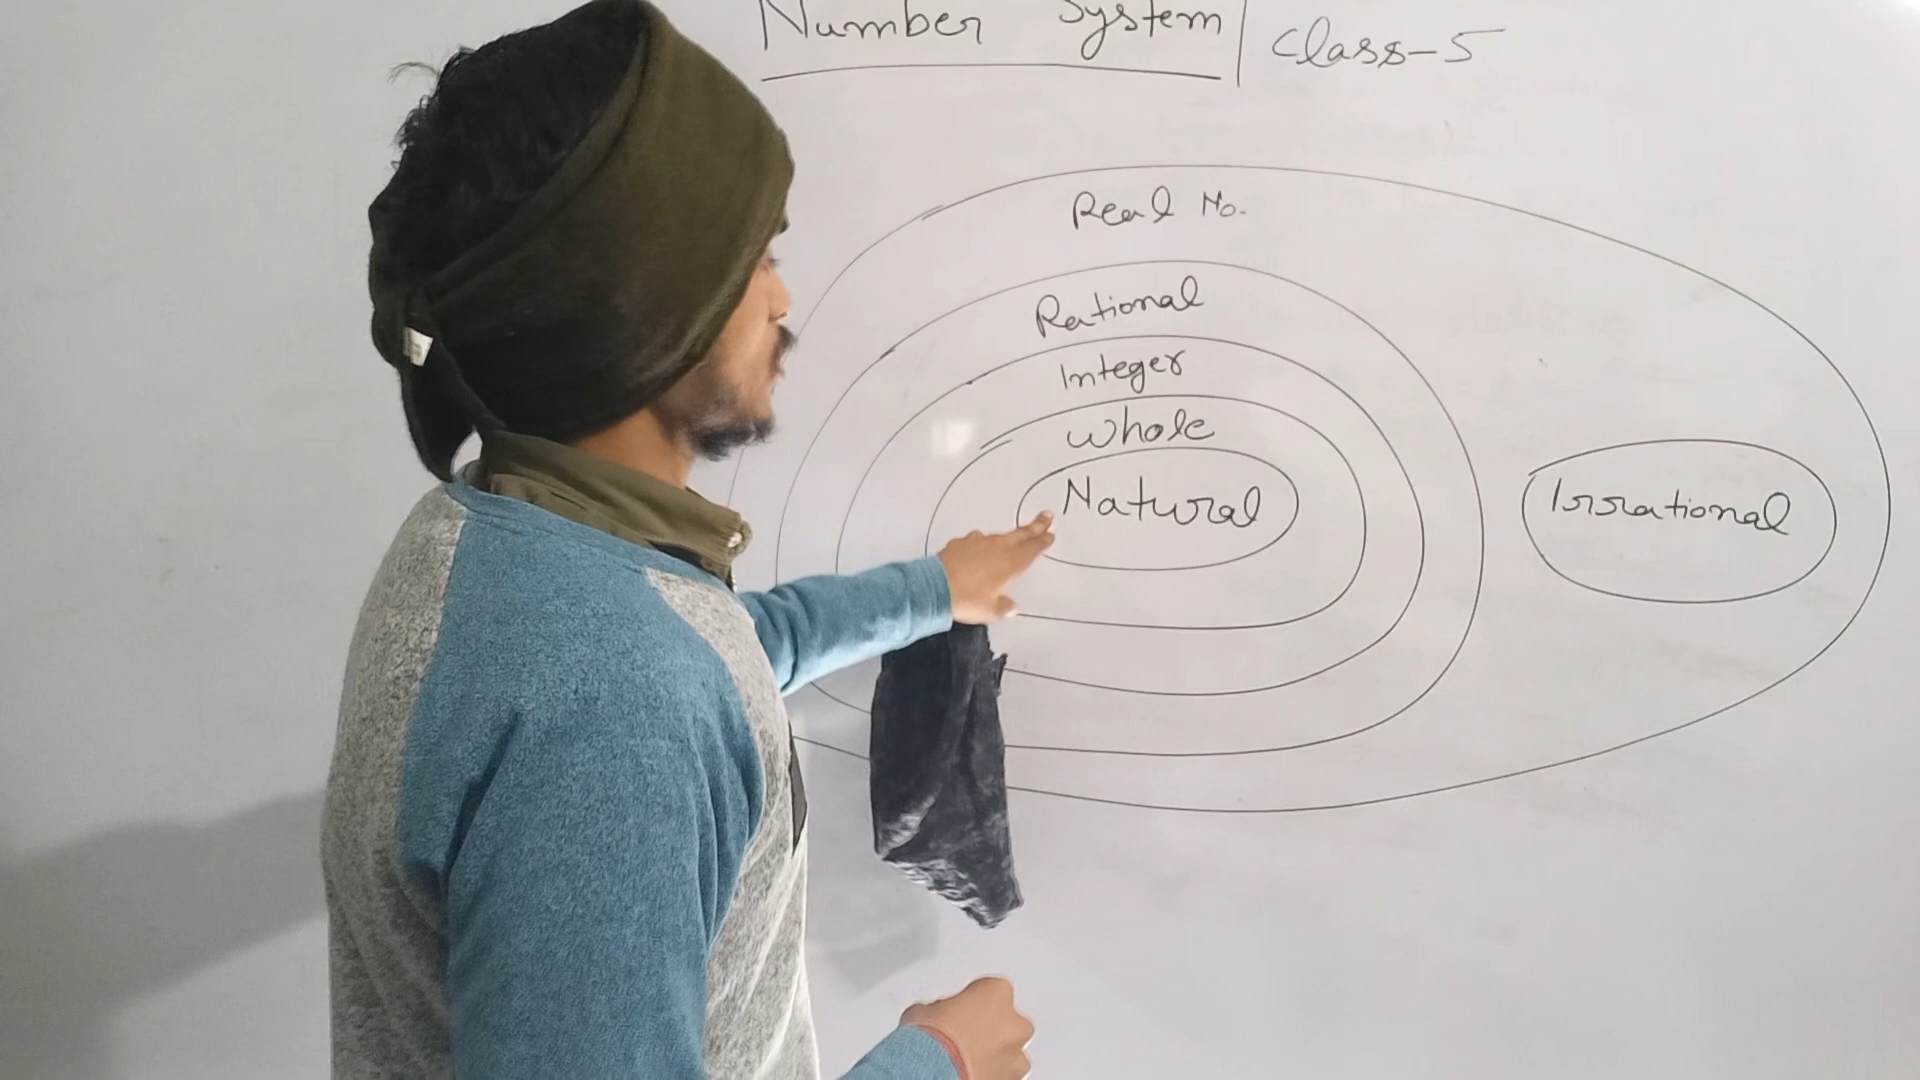 Number System
Class-5
Real No.
Rational
Integer
Whole
Natural
Irrational